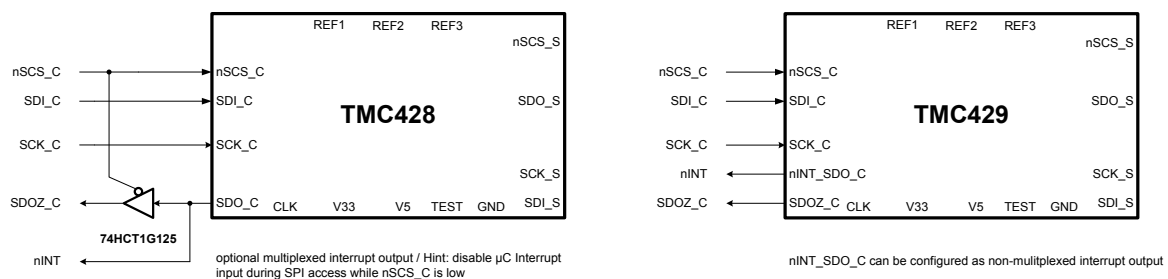 REF1 REF2 REF3
nSCS_S
nSCS_C nSCS_C
SDI_C SDI_C SDO_S
TMC428
SCK_C SCK_C
SCK_S
SDOZ_C SDO_C CLK V33 V5 TEST GND SDI_S
74HCT1G125
nINT
optional multiplexed interrupt output / Hint: disable µC Interrupt
input during SPI access while nSCS_C is low
REF1 REF2 REF3
nSCS_S
nSCS_C nSCS_C
SDI_C SDI_C SDO_S
TMC429
SCK_C SCK_C
nINT nINT_SDO_C SCK_S
SDOZ_C SDOZ_C CLK V33 V5 TEST GND SDI_S
nINT_SDO_C can be configured as non-mulitplexed interrupt output